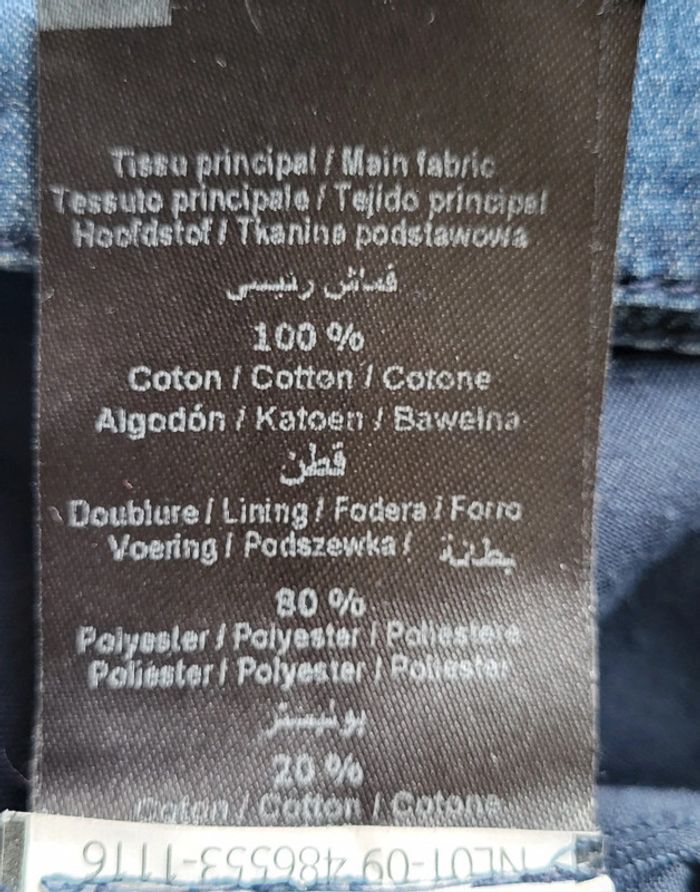 Tissu principal / Main fabric
Tessuto principale / Tejido principal
Hoofdstof / Tkanina podstawowa
قماش رئيسي
100 %
Coton / Cotton / Cotone
Algodón / Katoen / Bawełna
قطن
Doublure / Lining / Fodera / Forro
Voering / Podszewka / بطانة
80 %
Polyester / Polyester / Poliestere
Poliéster / Polyester / Poliester
بوليستر
20 %
Coton / Cotton / Cotone
NL01-09 486553-1116